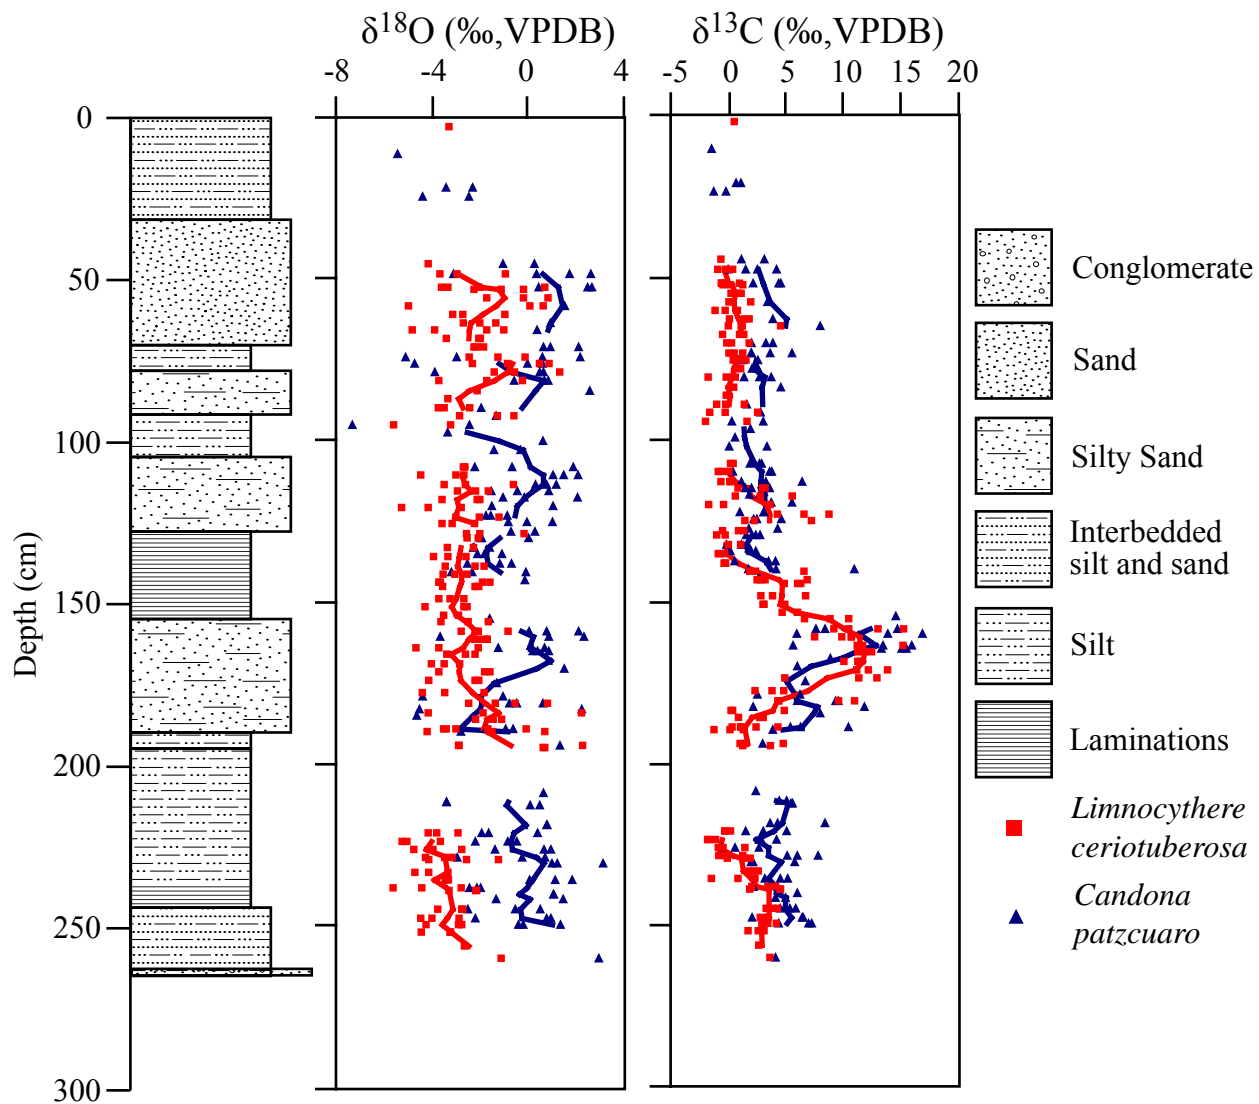 δ18O (‰,VPDB)
δ13C (‰,VPDB)
-8 -4 0 4
-5 0 5 10 15 20
0
50
100
150
200
250
300
Depth (cm)
Conglomerate
Sand
Silty Sand
Interbedded
silt and sand
Silt
Laminations
Limnocythere
ceriotuberosa
Candona
patzcuaro